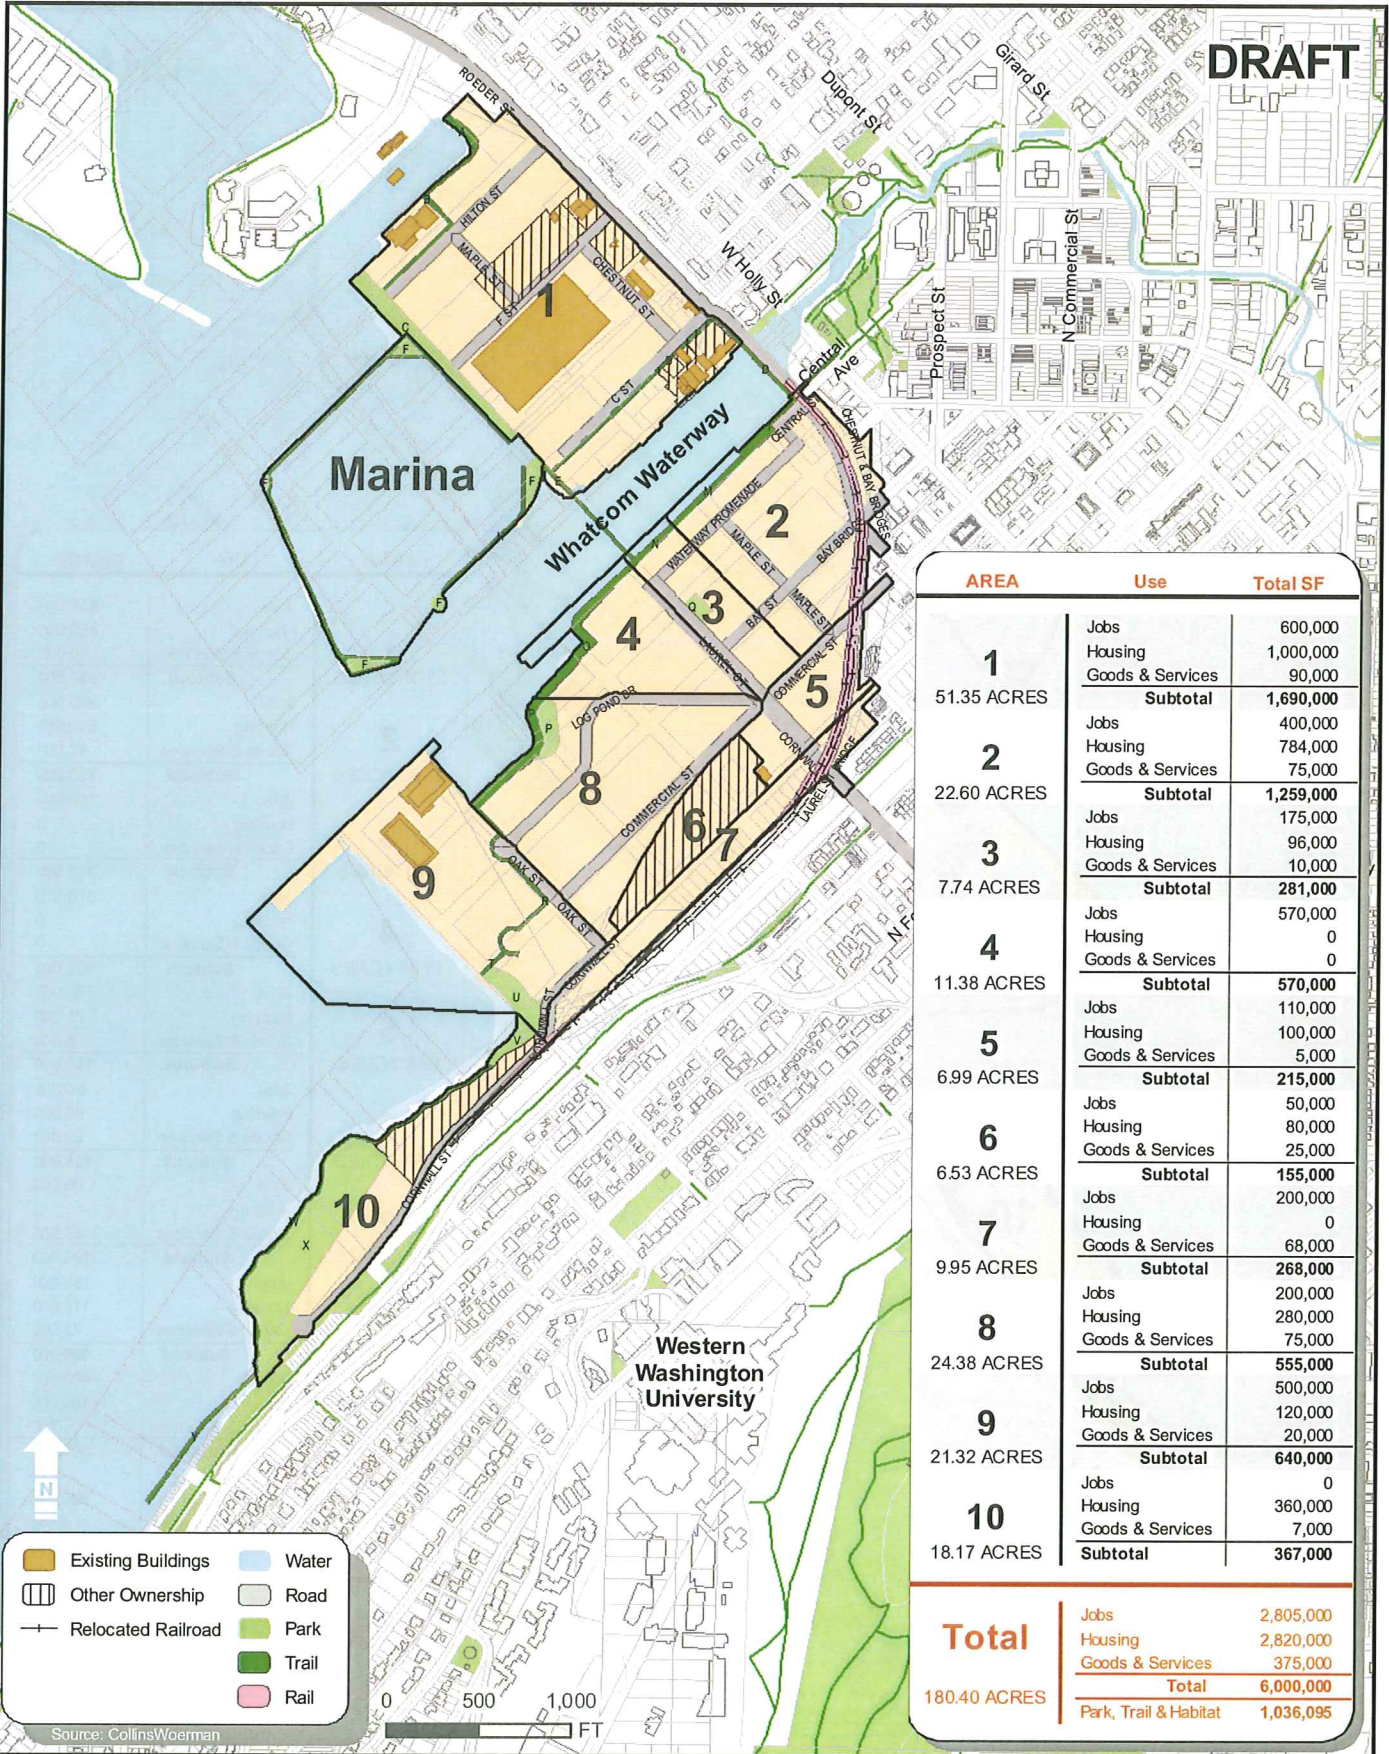 DRAFT
ROEDER ST
Girard St
Dupont St
HILTON ST
MAPLE ST
CHESTNUT ST
F ST
1
C ST
W Holly St
N Commercial St
Prospect St
Central Ave
C
F
B
Marina
F
E
F
F
Whatcom Waterway
CENTRAL
CHESTNUT & BAY BRIDGES
M
WATERWAY PROMENADE
2
MAPLE ST
BAY BRIDGE
N
Q
3
BAY ST
MAPLE ST
4
LAUREL ST
COMMERCIAL ST
5
LOG POND DR
P
8
COMMERCIAL ST
6
7
LAUREL ST
9
OAK ST
R
OAK ST
CORNWALL ST
T
U
V
CORNWALL ST
10
X
Western
Washington
University
AREA Use Total SF
1
51.35 ACRES
Jobs 600,000
Housing 1,000,000
Goods & Services 90,000
Subtotal 1,690,000
2
22.60 ACRES
Jobs 400,000
Housing 784,000
Goods & Services 75,000
Subtotal 1,259,000
3
7.74 ACRES
Jobs 175,000
Housing 96,000
Goods & Services 10,000
Subtotal 281,000
4
11.38 ACRES
Jobs 570,000
Housing 0
Goods & Services 0
Subtotal 570,000
5
6.99 ACRES
Jobs 110,000
Housing 100,000
Goods & Services 5,000
Subtotal 215,000
6
6.53 ACRES
Jobs 50,000
Housing 80,000
Goods & Services 25,000
Subtotal 155,000
7
9.95 ACRES
Jobs 200,000
Housing 0
Goods & Services 68,000
Subtotal 268,000
8
24.38 ACRES
Jobs 200,000
Housing 280,000
Goods & Services 75,000
Subtotal 555,000
9
21.32 ACRES
Jobs 500,000
Housing 120,000
Goods & Services 20,000
Subtotal 640,000
10
18.17 ACRES
Jobs 0
Housing 360,000
Goods & Services 7,000
Subtotal 367,000
Total
180.40 ACRES
Jobs 2,805,000
Housing 2,820,000
Goods & Services 375,000
Total 6,000,000
Park, Trail & Habitat 1,036,095
N
Existing Buildings
Other Ownership
Relocated Railroad
Water
Road
Park
Trail
Rail
Source: CollinsWoerman
0 500 1,000
FT